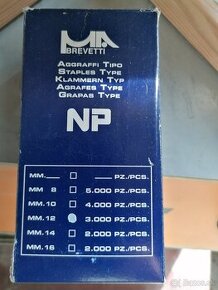 MA
BREVETTI
AGGRAFFI TIPO
STAPLES TYPE
KLAMMERN TYP
AGRAFES TYPE
GRAPAS TYPE
NP
MM. ___ PZ./PCS.
MM 8 5.000 PZ./PCS.
MM.10 4.000 PZ./PCS.
MM.12 3.000 PZ./PCS.
MM.14 2.000 PZ./PCS.
MM.16 2.000 PZ./PCS.